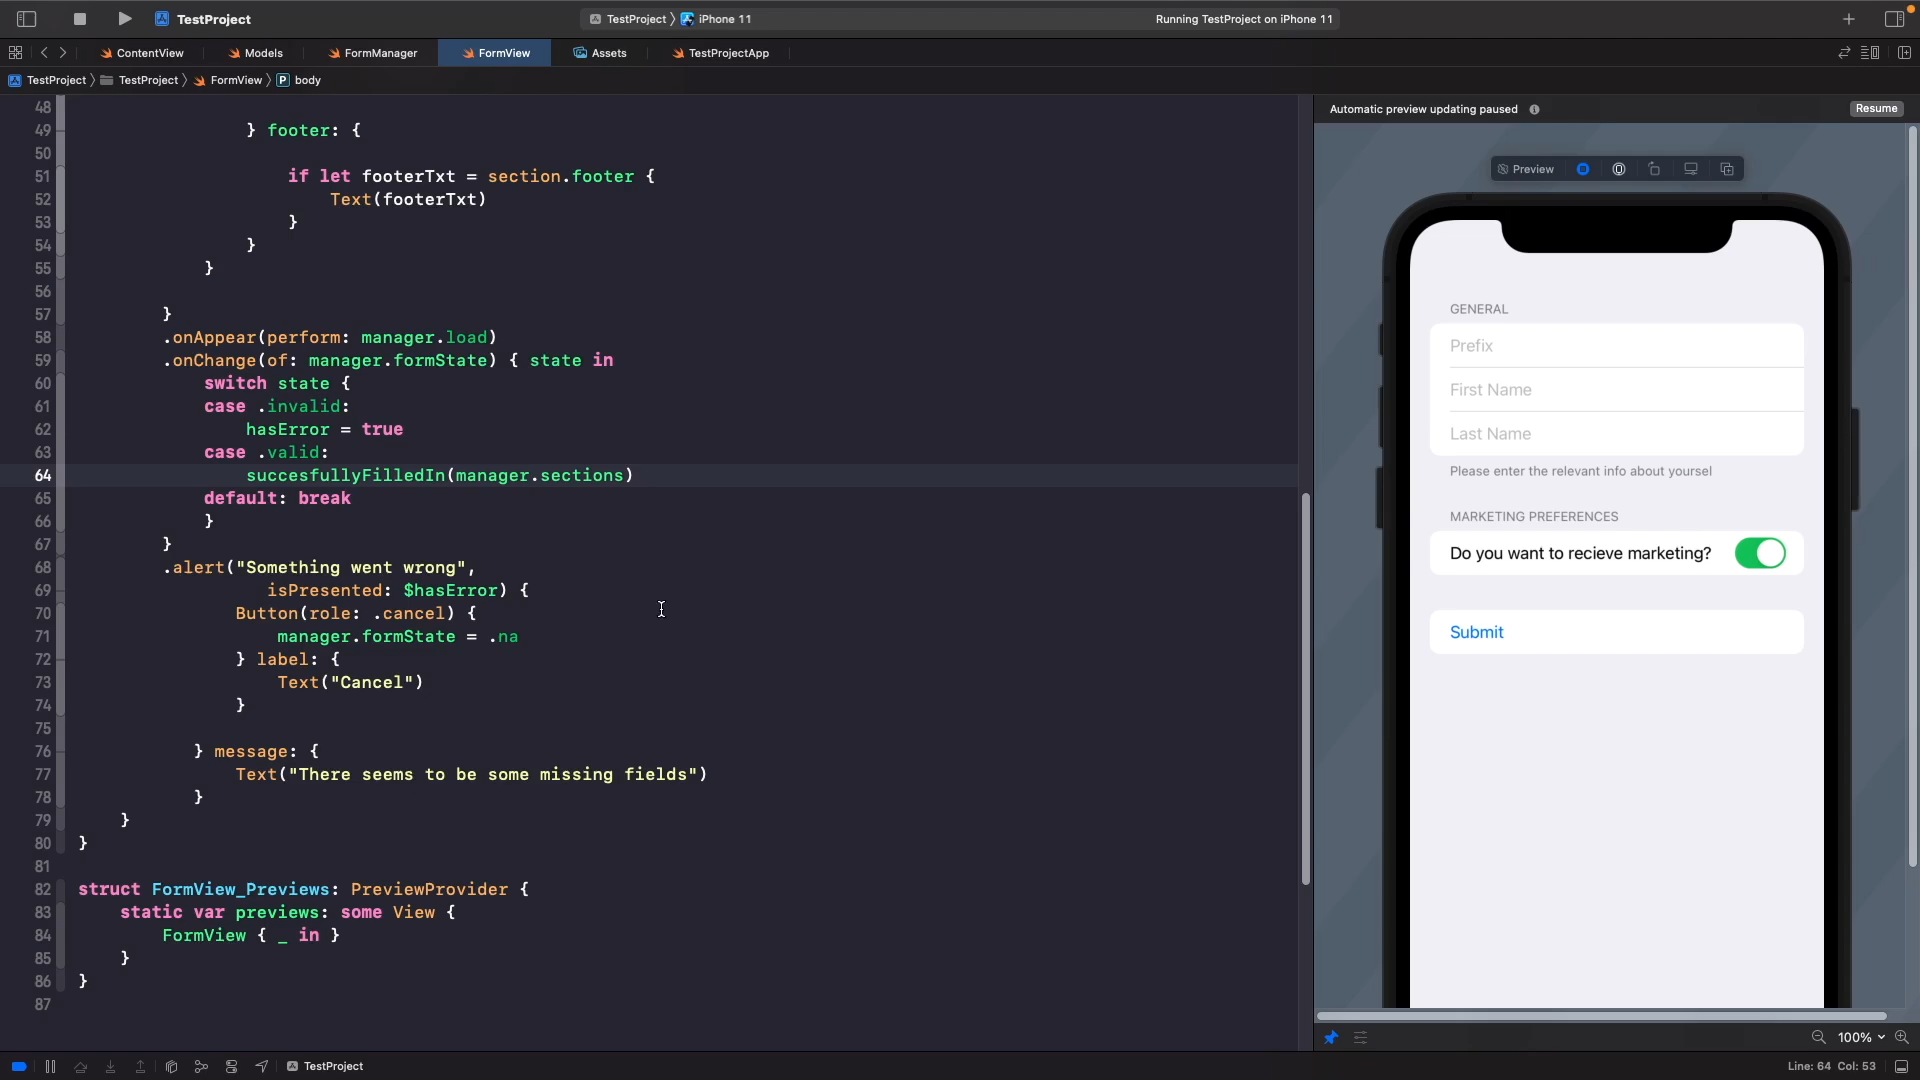 TestProject
TestProject 〉 iPhone 11
Running TestProject on iPhone 11
ContentView
Models
FormManager
FormView
Assets
TestProjectApp
TestProject 〉 TestProject 〉 FormView 〉 P body
48
49 } footer: {
50
51 if let footerTxt = section.footer {
52 Text(footerTxt)
53 }
54 }
55 }
56
57 }
58 .onAppear(perform: manager.load)
59 .onChange(of: manager.formState) { state in
60 switch state {
61 case .invalid:
62 hasError = true
63 case .valid:
64 succesfullyFilledIn(manager.sections)
65 default: break
66 }
67 }
68 .alert("Something went wrong",
69 isPresented: $hasError) {
70 Button(role: .cancel) {
71 manager.formState = .na
72 } label: {
73 Text("Cancel")
74 }
75
76 } message: {
77 Text("There seems to be some missing fields")
78 }
79 }
80 }
81
82 struct FormView_Previews: PreviewProvider {
83 static var previews: some View {
84 FormView { _ in }
85 }
86 }
87
Automatic preview updating paused
Resume
Preview
GENERAL
Prefix
First Name
Last Name
Please enter the relevant info about yoursel
MARKETING PREFERENCES
Do you want to recieve marketing?
Submit
100%
TestProject
Line: 64 Col: 53